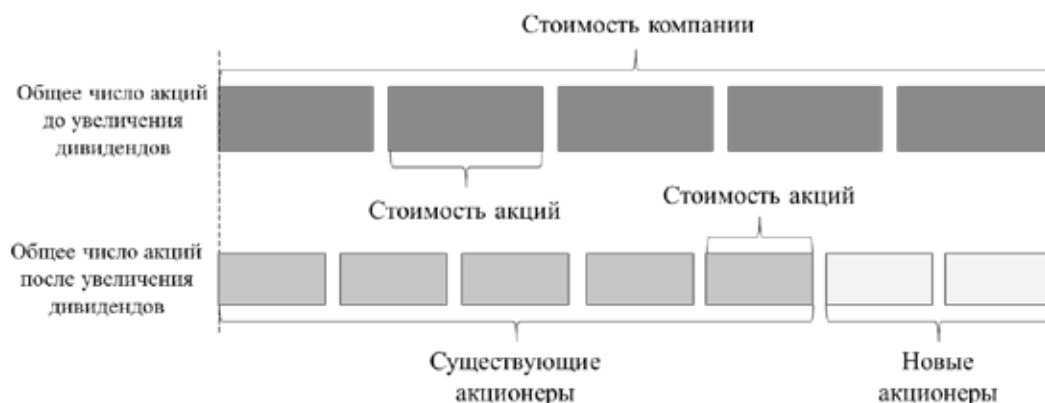 Стоимость компании
Общее число акций
до увеличения
дивидендов
Стоимость акций
Стоимость акций
Общее число акций
после увеличения
дивидендов
Существующие
акционеры
Новые
акционеры